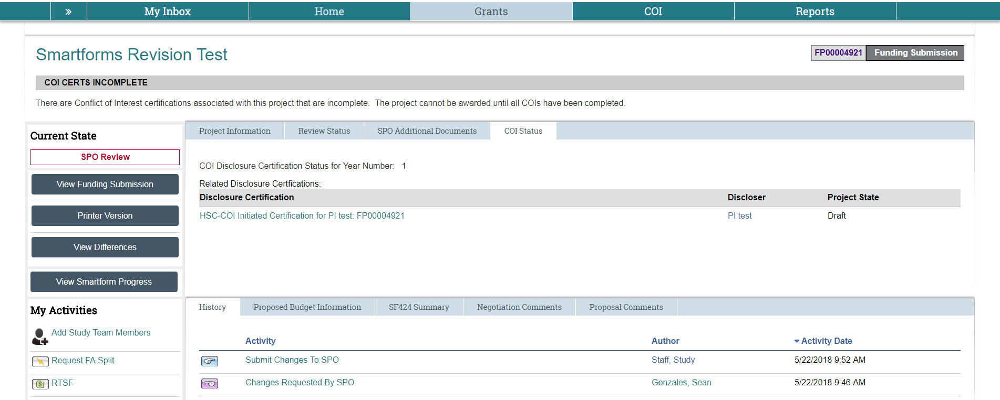 » My Inbox Home Grants COI Reports
Smartforms Revision Test
FP00004921 Funding Submission
COI CERTS INCOMPLETE
There are Conflict of Interest certifications associated with this project that are incomplete. The project cannot be awarded until all COIs have been completed.
Current State
SPO Review
View Funding Submission
Printer Version
View Differences
View Smartform Progress
My Activities
Add Study Team Members
Request FA Split
RTSF
Project Information Review Status SPO Additional Documents COI Status
COI Disclosure Certification Status for Year Number: 1
Related Disclosure Certfications:
Disclosure Certification Discloser Project State
HSC-COI Initiated Certification for PI test: FP00004921 PI test Draft
History Proposed Budget Information SF424 Summary Negotiation Comments Proposal Comments
Activity Author Activity Date
Submit Changes To SPO Staff, Study 5/22/2018 9:52 AM
Changes Requested By SPO Gonzales, Sean 5/22/2018 9:46 AM